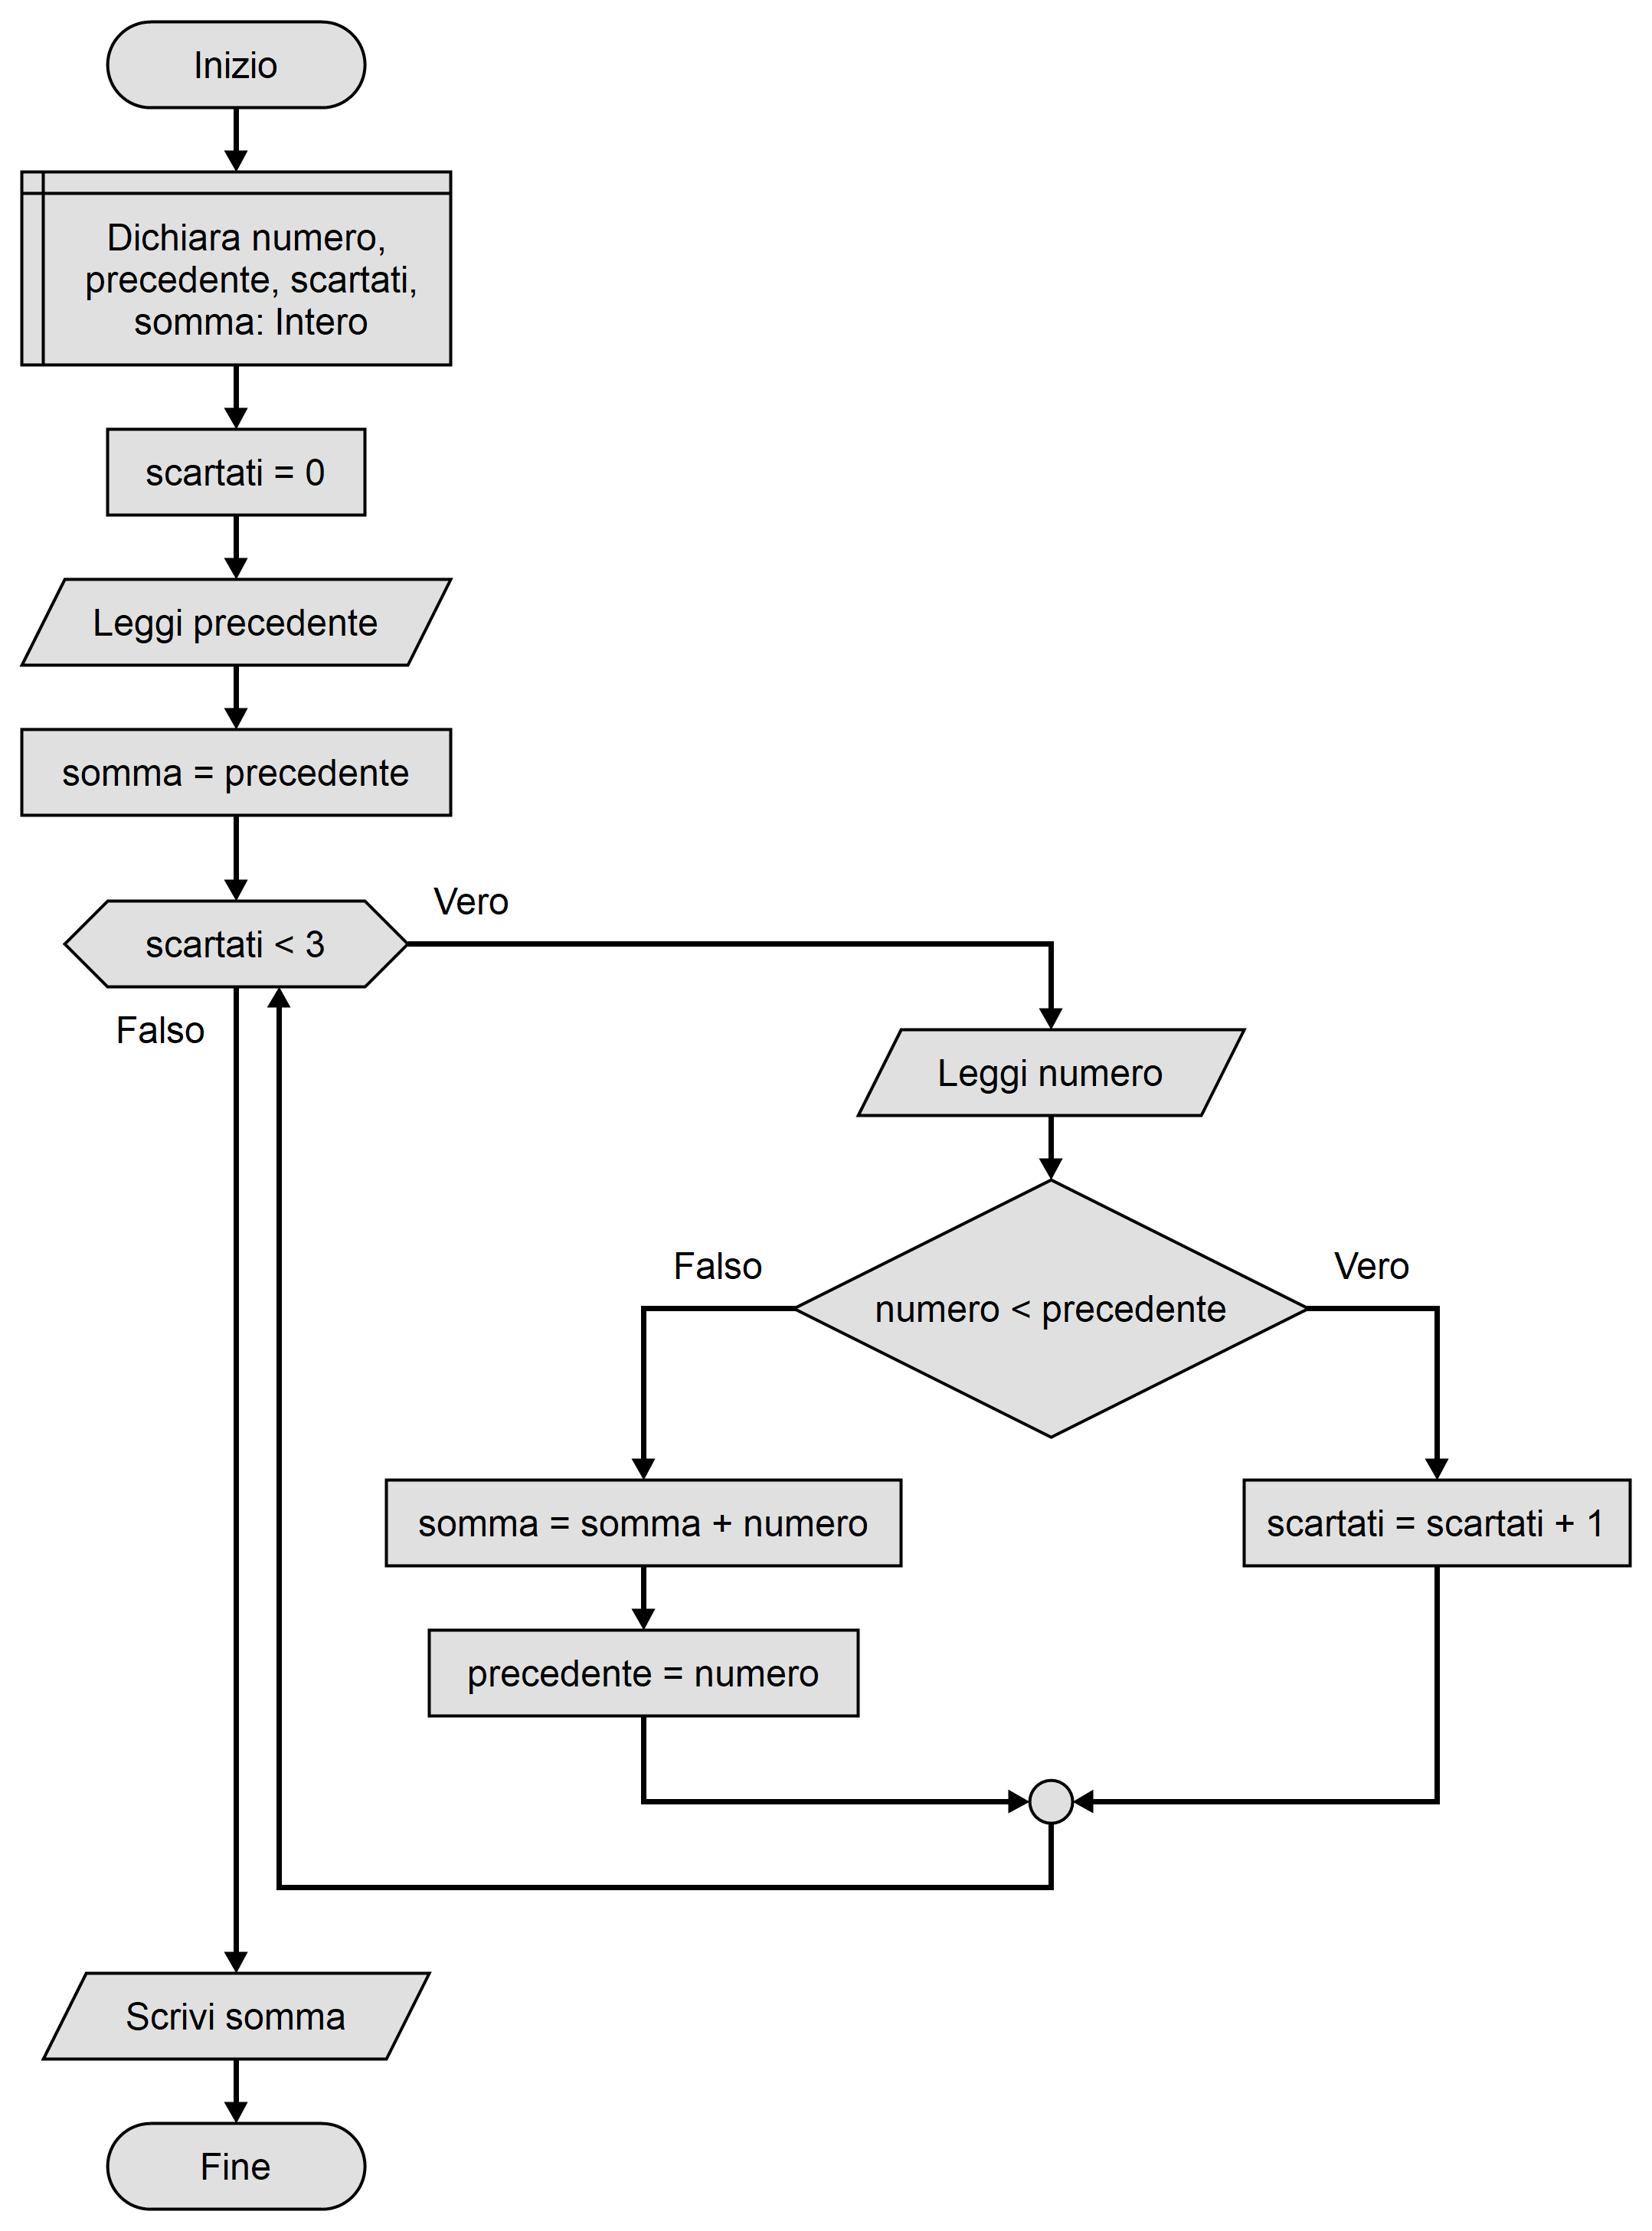 Inizio
Dichiara numero,
precedente, scartati,
somma: Intero
scartati = 0
Leggi precedente
somma = precedente
scartati < 3
Vero
Falso
Leggi numero
numero < precedente
Falso
Vero
somma = somma + numero
scartati = scartati + 1
precedente = numero
Scrivi somma
Fine